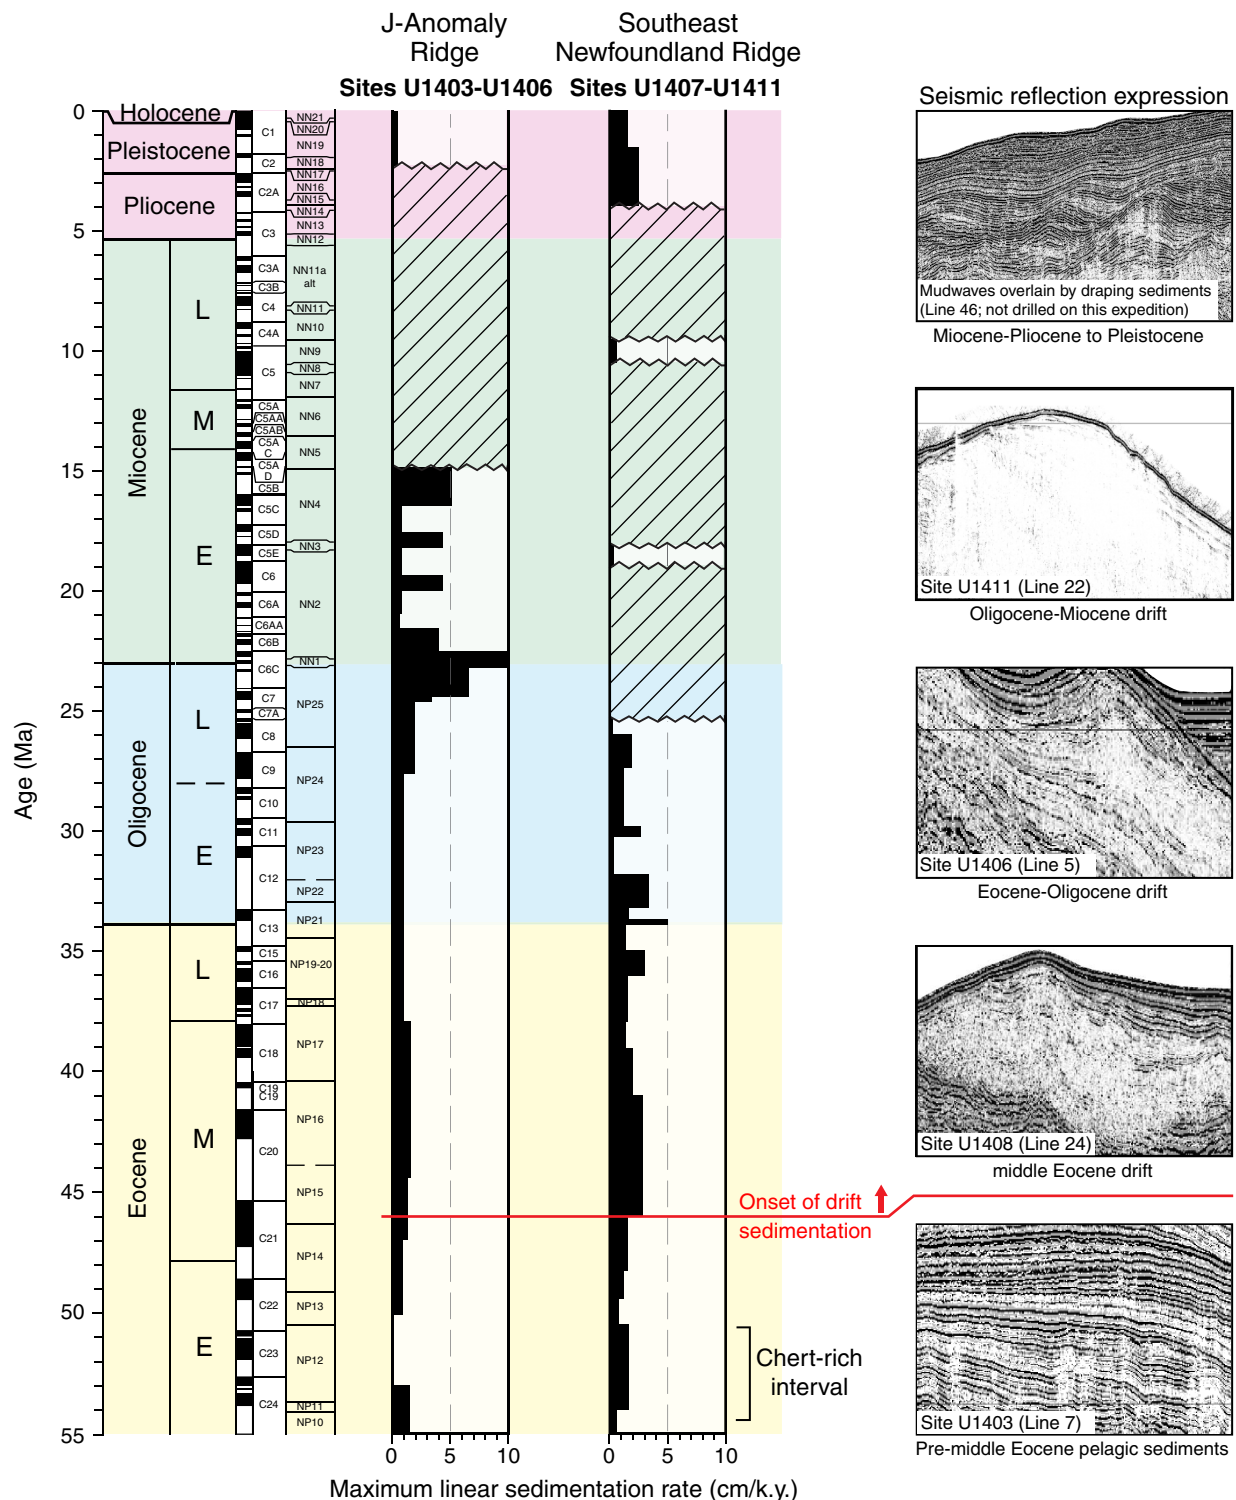 J-Anomaly
Ridge
Sites U1403-U1406
Southeast
Newfoundland Ridge
Sites U1407-U1411
Seismic reflection expression
Age (Ma)
0
5
10
15
20
25
30
35
40
45
50
55
Holocene
Pleistocene
Pliocene
Miocene
L
M
E
Oligocene
L
E
Eocene
L
M
E
C1
C2
C2A
C3
C3A
C3B
C4
C4A
C5
C5A
C5AA
C5AB
C5A
C
C5A
D
C5B
C5C
C5D
C5E
C6
C6A
C6AA
C6B
C6C
C7
C7A
C8
C9
C10
C11
C12
C13
C15
C16
C17
C18
C19
C19
C20
C21
C22
C23
C24
NN21
NN20
NN19
NN18
NN17
NN16
NN15
NN14
NN13
NN12
NN11a
alt
NN11
NN10
NN9
NN8
NN7
NN6
NN5
NN4
NN3
NN2
NN1
NP25
NP24
NP23
NP22
NP21
NP19-20
NP18
NP17
NP16
NP15
NP14
NP13
NP12
NP11
NP10
Onset of drift
sedimentation
Chert-rich
interval
0
5
10
0
5
10
Maximum linear sedimentation rate (cm/k.y.)
Mudwaves overlain by draping sediments
(Line 46; not drilled on this expedition)
Miocene-Pliocene to Pleistocene
Site U1411 (Line 22)
Oligocene-Miocene drift
Site U1406 (Line 5)
Eocene-Oligocene drift
Site U1408 (Line 24)
middle Eocene drift
Site U1403 (Line 7)
Pre-middle Eocene pelagic sediments